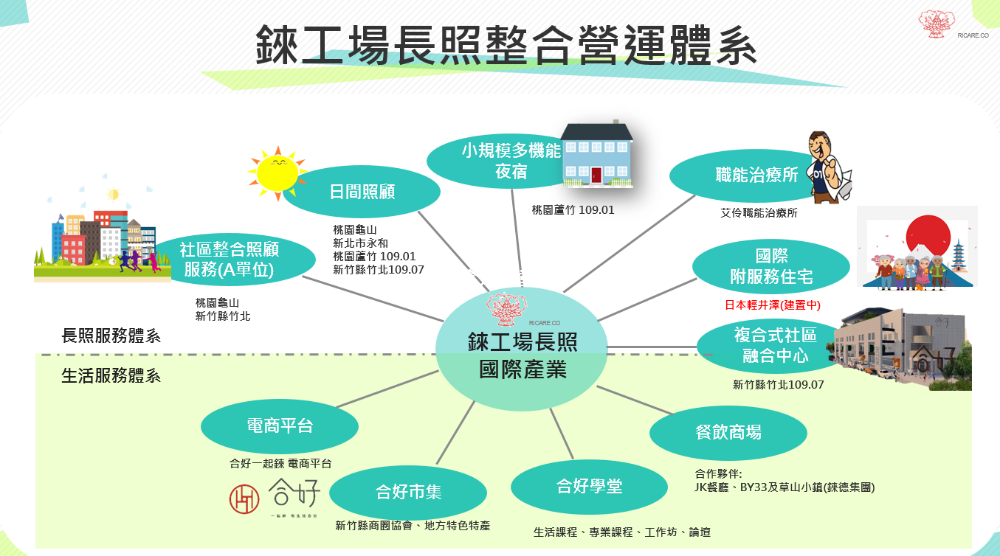 錸工場長照整合營運體系
RICARE.CO
小規模多機能
夜宿
桃園蘆竹 109.01
職能治療所
艾伶職能治療所
日間照顧
桃園龜山
新北市永和
桃園蘆竹 109.01
新竹縣竹北109.07
社區整合照顧
服務(A單位)
桃園龜山
新竹縣竹北
國際
附服務住宅
日本輕井澤(建置中)
複合式社區
融合中心
合好
新竹縣竹北109.07
RICARE.CO
錸工場長照
國際產業
長照服務體系
生活服務體系
電商平台
合好一起錸 電商平台
合好
合好市集
新竹縣商圈協會、地方特色特產
合好學堂
生活課程、專業課程、工作坊、論壇
餐飲商場
合作夥伴:
JK餐廳、BY33及草山小鎮(錸德集團)